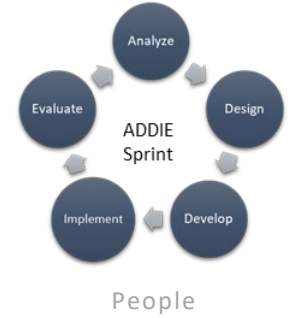 Analyze
Design
Develop
Implement
Evaluate
ADDIE
Sprint
People